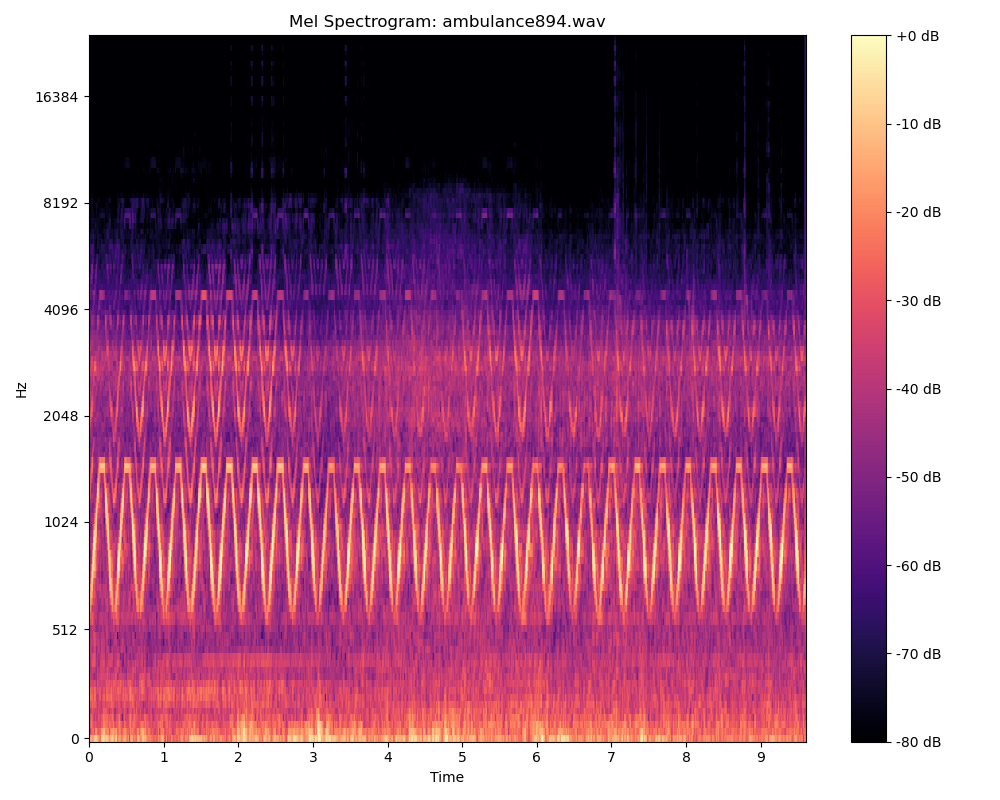 Mel Spectrogram: ambulance894.wav
+0 dB
16384
-10 dB
8192
-20 dB
4096
-30 dB
Hz
-40 dB
2048
-50 dB
1024
-60 dB
512
-70 dB
0
-80 dB
0 1 2 3 4 5 6 7 8 9
Time